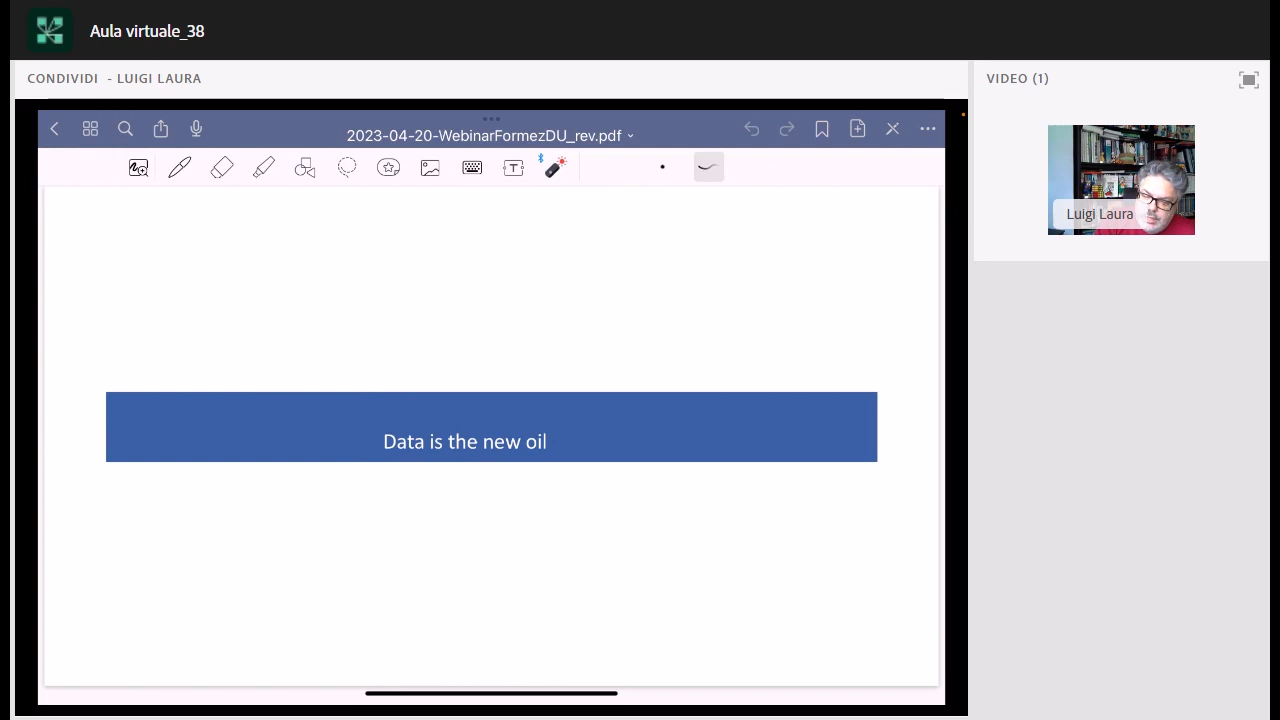 Aula virtuale_38
CONDIVIDI - LUIGI LAURA
VIDEO (1)
2023-04-20-WebinarFormezDU_rev.pdf
Luigi Laura
Data is the new oil